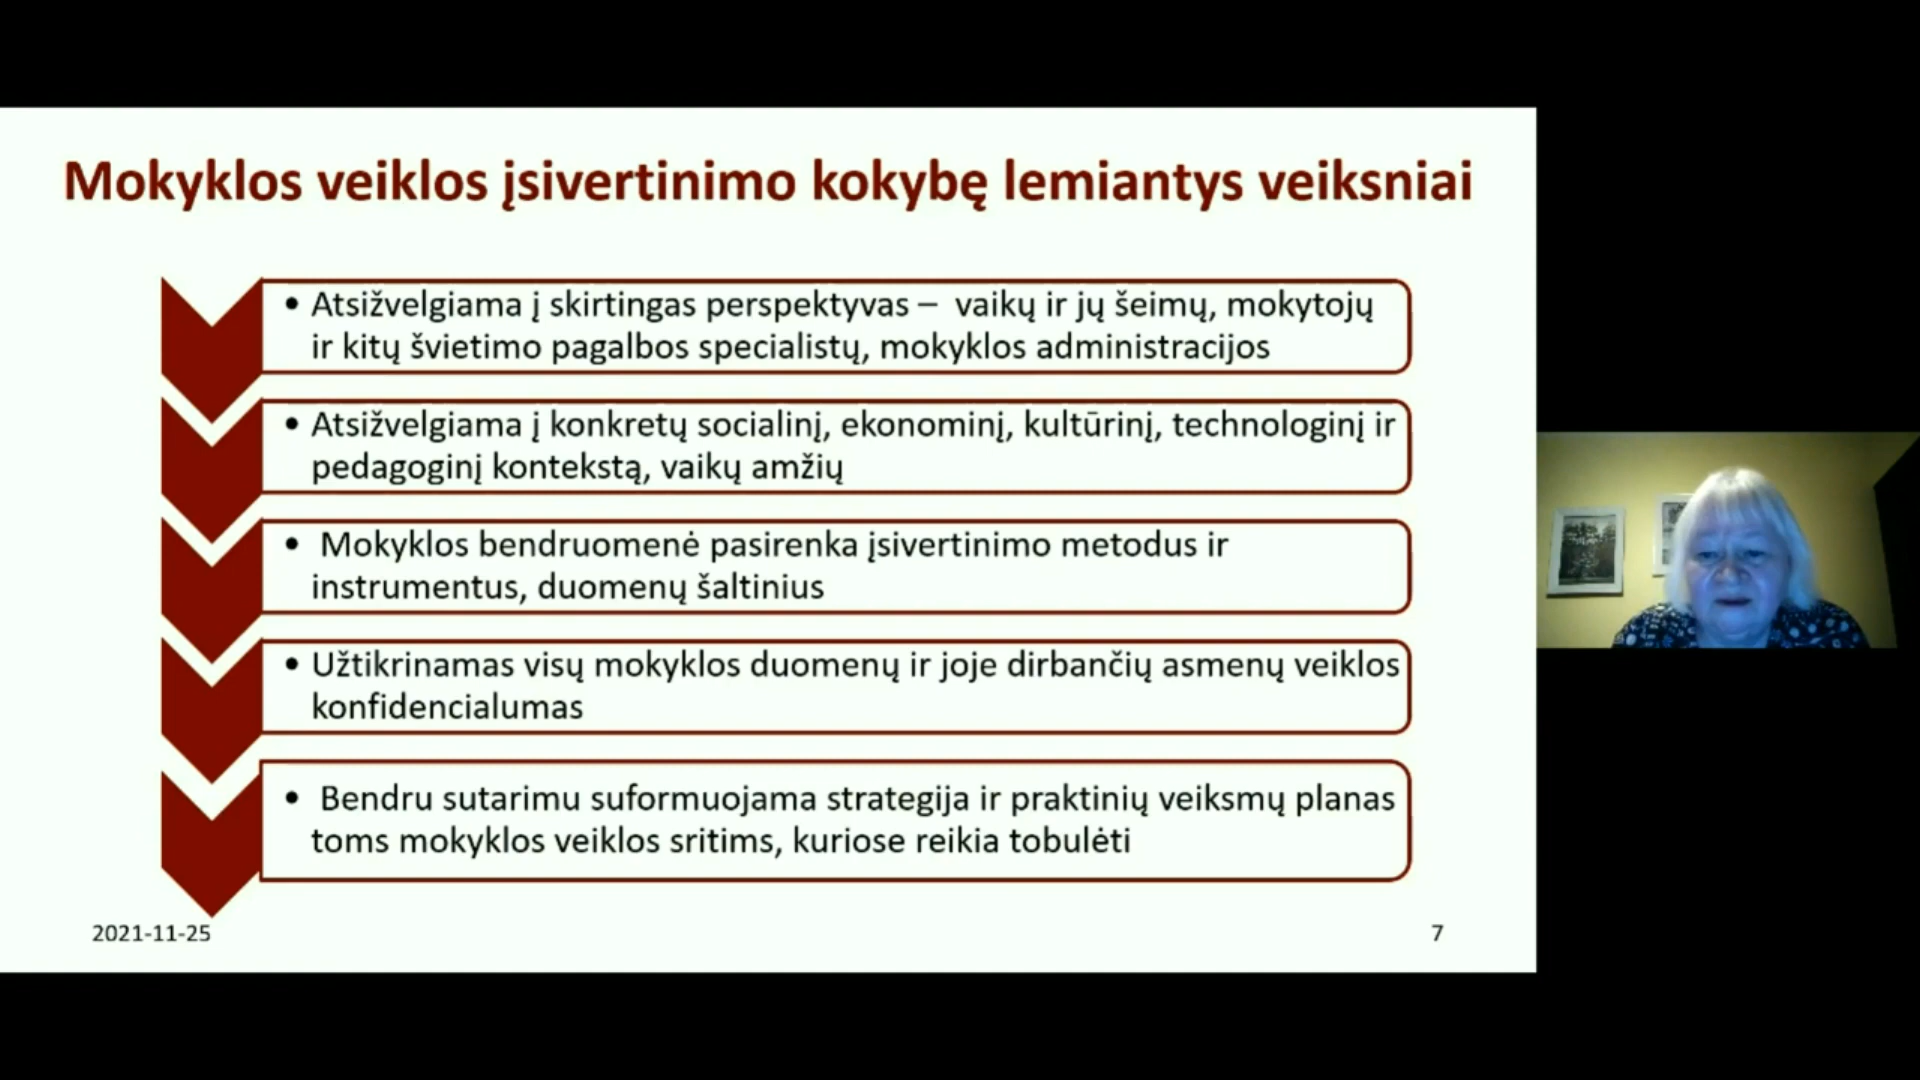 Mokyklos veiklos įsivertinimo kokybę lemiantys veiksniai
• Atsižvelgiama į skirtingas perspektyvas – vaikų ir jų šeimų, mokytojų
ir kitų švietimo pagalbos specialistų, mokyklos administracijos
• Atsižvelgiama į konkretų socialinį, ekonominį, kultūrinį, technologinį ir
pedagoginį kontekstą, vaikų amžių
• Mokyklos bendruomenė pasirenka įsivertinimo metodus ir
instrumentus, duomenų šaltinius
• Užtikrinamas visų mokyklos duomenų ir joje dirbančių asmenų veiklos
konfidencialumas
• Bendru sutarimu suformuojama strategija ir praktinių veiksmų planas
toms mokyklos veiklos sritims, kuriose reikia tobulėti
2021-11-25
7